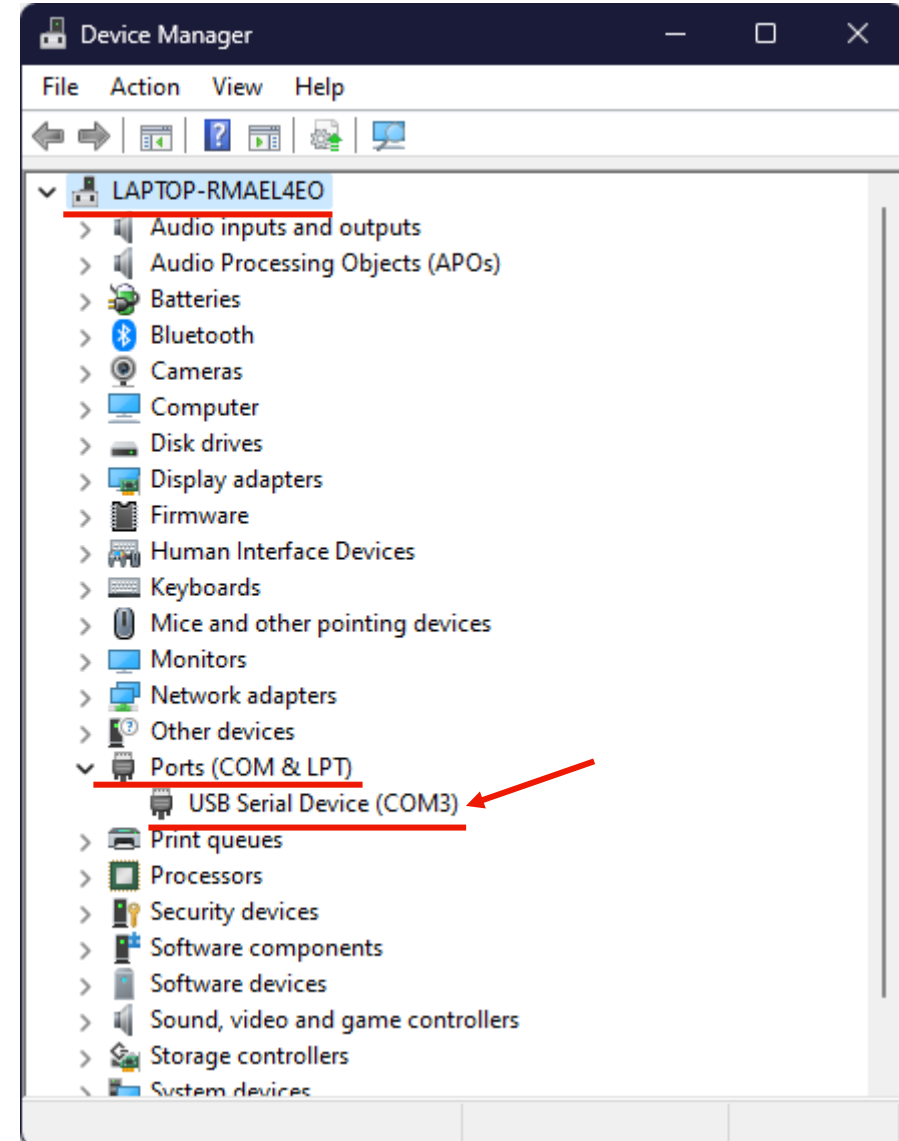 Device Manager
File Action View Help
LAPTOP-RMAEL4EO
Audio inputs and outputs
Audio Processing Objects (APOs)
Batteries
Bluetooth
Cameras
Computer
Disk drives
Display adapters
Firmware
Human Interface Devices
Keyboards
Mice and other pointing devices
Monitors
Network adapters
Other devices
Ports (COM & LPT)
USB Serial Device (COM3)
Print queues
Processors
Security devices
Software components
Software devices
Sound, video and game controllers
Storage controllers
System devices